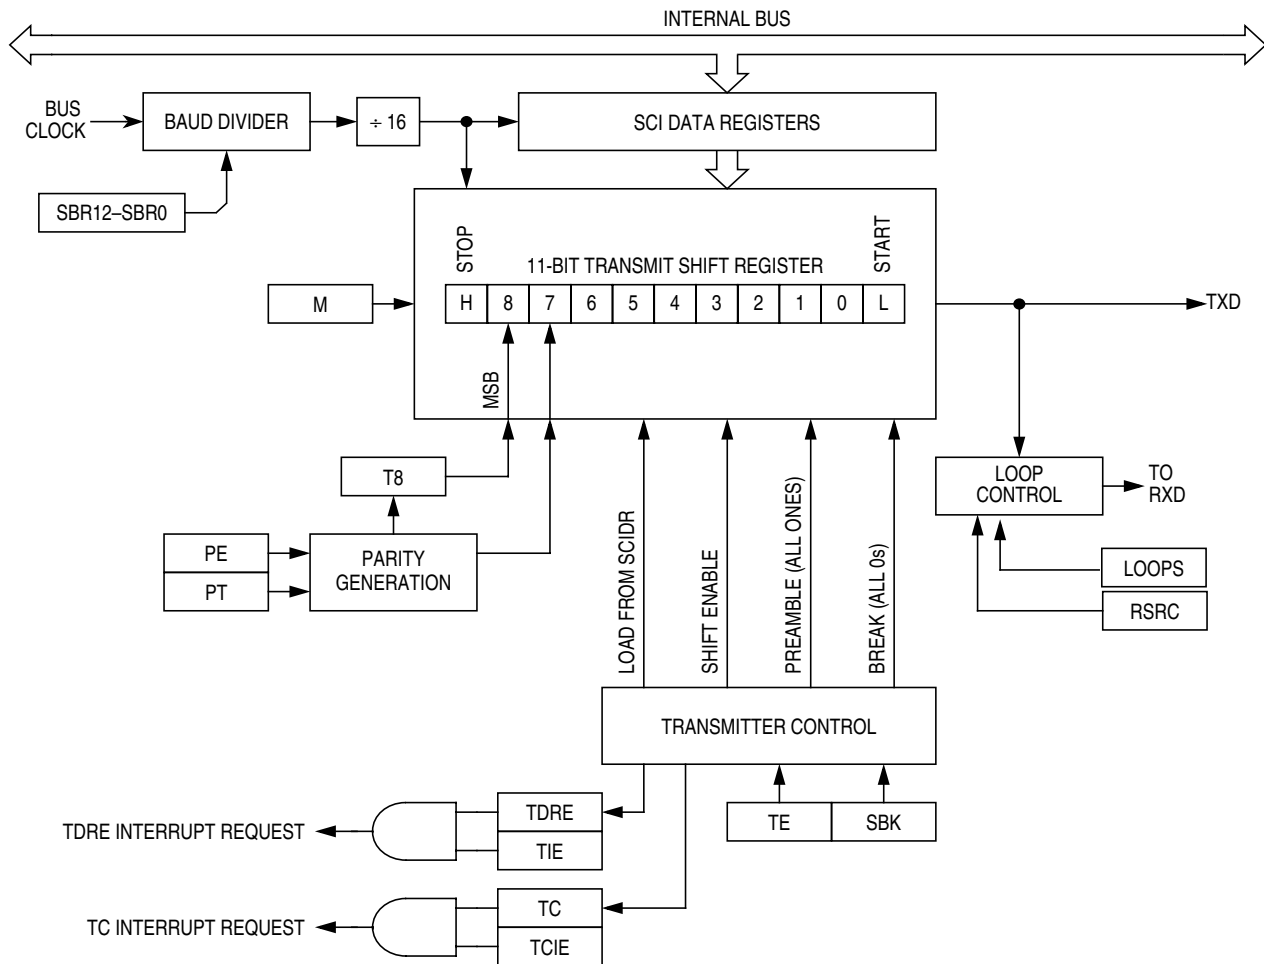 INTERNAL BUS
BUS
CLOCK
BAUD DIVIDER
÷ 16
SCI DATA REGISTERS
SBR12–SBR0
STOP
11-BIT TRANSMIT SHIFT REGISTER
START
M
H 8 7 6 5 4 3 2 1 0 L
TXD
MSB
T8
LOOP
CONTROL
TO
RXD
PE
PT
PARITY
GENERATION
LOAD FROM SCIDR
SHIFT ENABLE
PREAMBLE (ALL ONES)
BREAK (ALL 0s)
LOOPS
RSRC
TRANSMITTER CONTROL
TDRE INTERRUPT REQUEST
TDRE
TIE
TE
SBK
TC INTERRUPT REQUEST
TC
TCIE